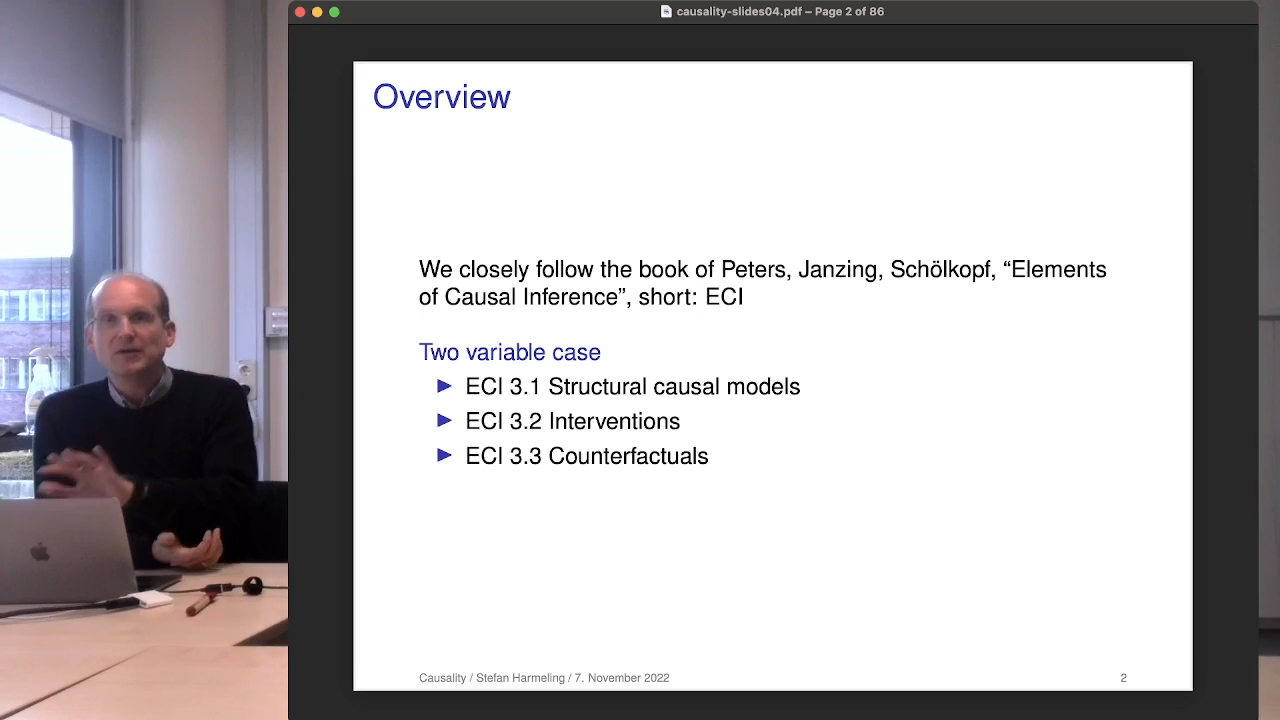 causality-slides04.pdf – Page 2 of 86
Overview
We closely follow the book of Peters, Janzing, Schölkopf, “Elements
of Causal Inference”, short: ECI
Two variable case
ECI 3.1 Structural causal models
ECI 3.2 Interventions
ECI 3.3 Counterfactuals
Causality / Stefan Harmeling / 7. November 2022
2